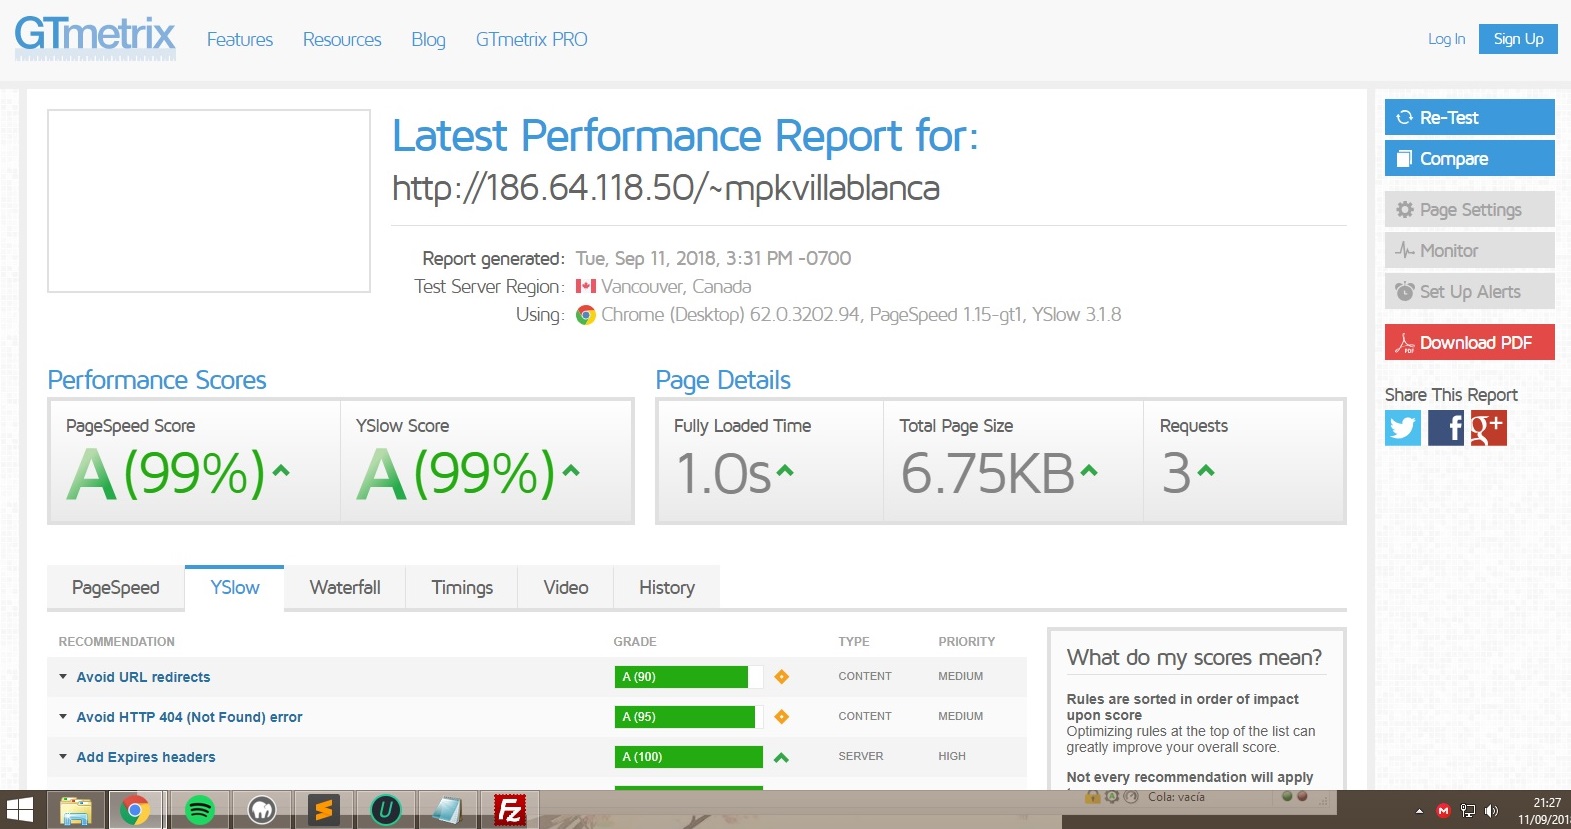 GTmetrix
Features
Resources
Blog
GTmetrix PRO
Log In
Sign Up
Latest Performance Report for:
http://186.64.118.50/~mpkvillablanca
Report generated: Tue, Sep 11, 2018, 3:31 PM -0700
Test Server Region: Vancouver, Canada
Using: Chrome (Desktop) 62.0.3202.94, PageSpeed 1.15-gt1, YSlow 3.1.8
Re-Test
Compare
Page Settings
Monitor
Set Up Alerts
Download PDF
Share This Report
Performance Scores
PageSpeed Score
A (99%)
YSlow Score
A (99%)
Page Details
Fully Loaded Time
1.0s
Total Page Size
6.75KB
Requests
3
PageSpeed
YSlow
Waterfall
Timings
Video
History
RECOMMENDATION GRADE TYPE PRIORITY
Avoid URL redirects A (90) CONTENT MEDIUM
Avoid HTTP 404 (Not Found) error A (95) CONTENT MEDIUM
Add Expires headers A (100) SERVER HIGH
What do my scores mean?
Rules are sorted in order of impact
upon score
Optimizing rules at the top of the list can
greatly improve your overall score.
Not every recommendation will apply
Cola: vacía
21:27
11/09/201